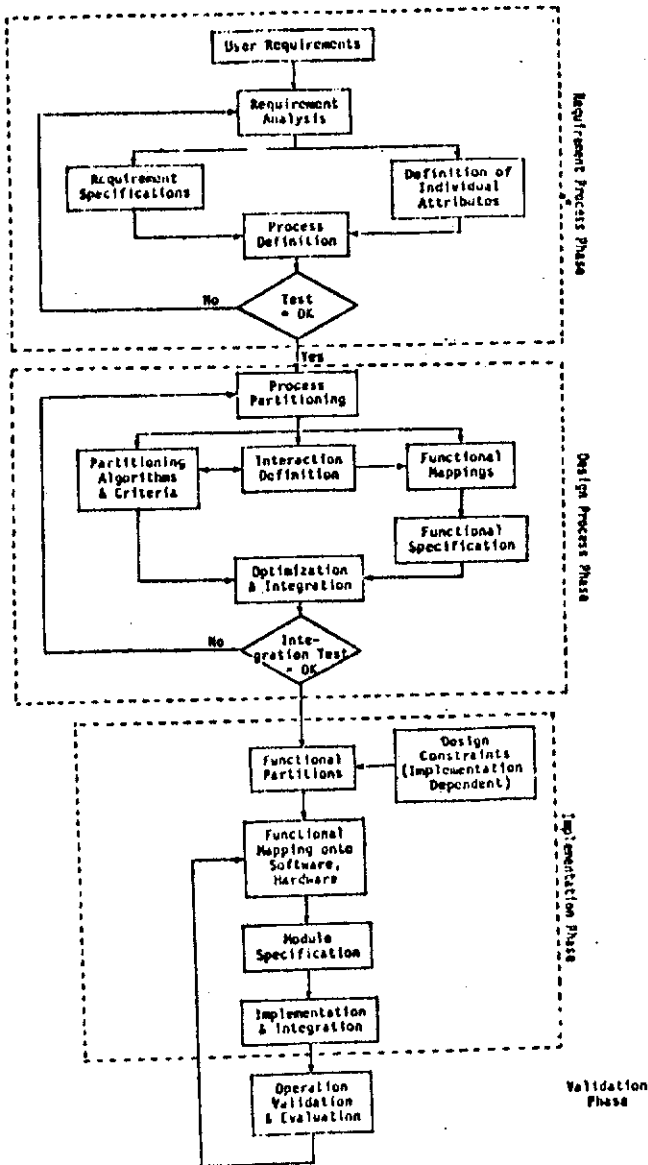 User Requirements
Requirement
Analysis
Requirement
Specifications
Definition of
Individual
Attributes
Process
Definition
No
Test
= OK
Yes
Requirement Process Phase
Process
Partitioning
Partitioning
Algorithms
& Criteria
Interaction
Definition
Functional
Mappings
Functional
Specification
Optimization
& Integration
No
Inte-
gration Test
= OK
Design Process Phase
Functional
Partitions
Design
Constraints
(Implementation
Dependent)
Functional
Mapping onto
Software,
Hardware
Module
Specification
Implementation
& Integration
Implementation Phase
Operation
Validation
& Evaluation
Validation
Phase